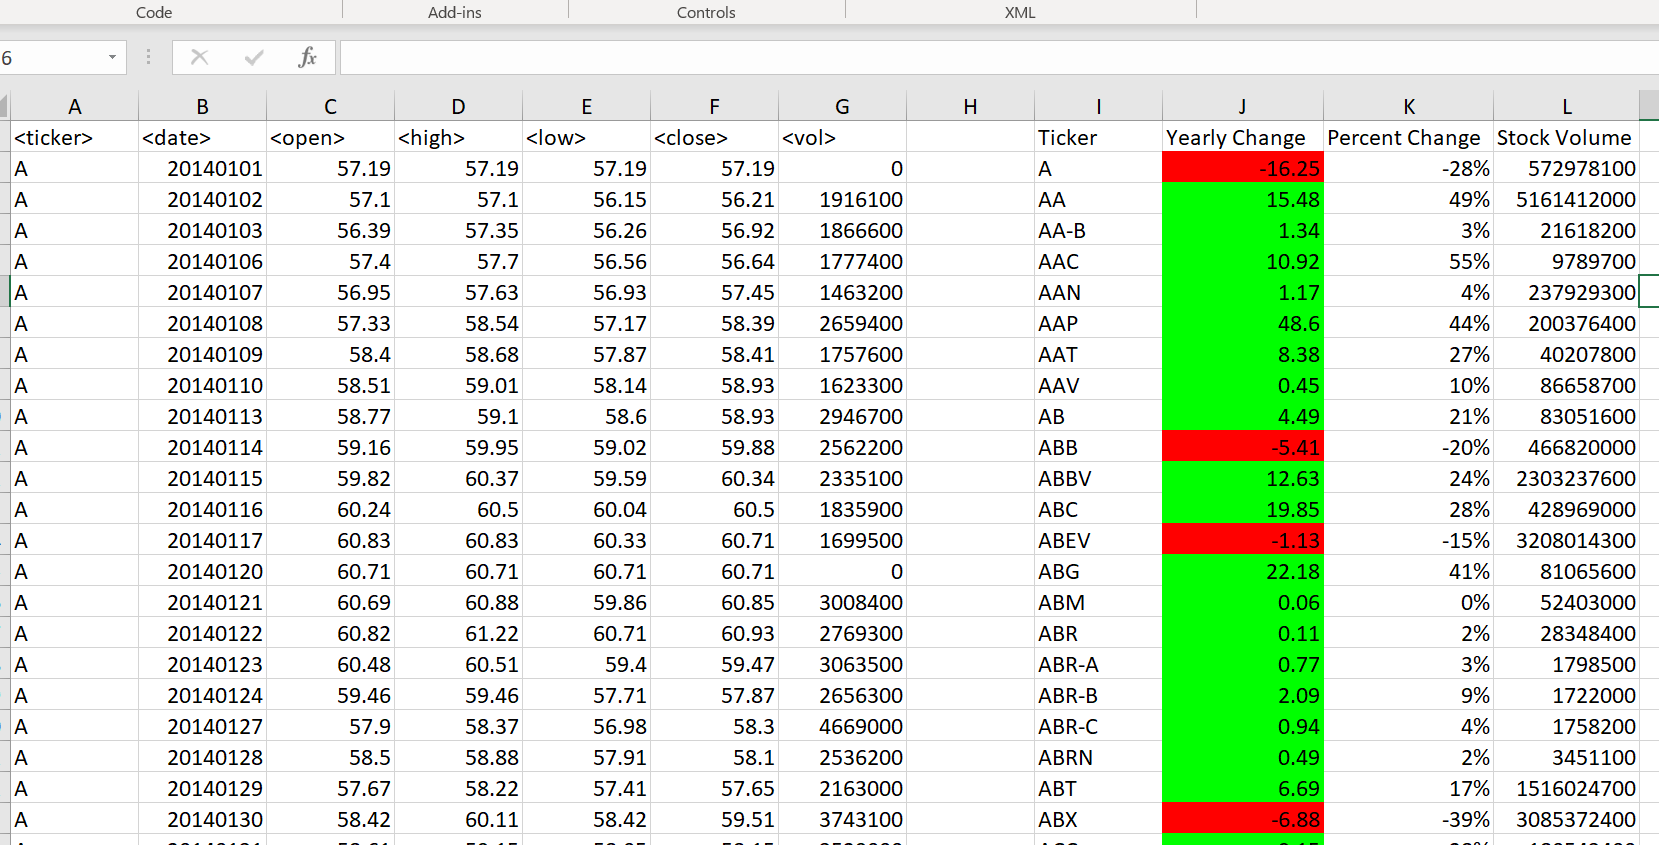 Code Add-ins Controls XML
6 fx
A B C D E F G H I J K L
<ticker> <date> <open> <high> <low> <close> <vol> Ticker Yearly Change Percent Change Stock Volume
A 20140101 57.19 57.19 57.19 57.19 0 A -16.25 -28% 572978100
A 20140102 57.1 57.1 56.15 56.21 1916100 AA 15.48 49% 5161412000
A 20140103 56.39 57.35 56.26 56.92 1866600 AA-B 1.34 3% 21618200
A 20140106 57.4 57.7 56.56 56.64 1777400 AAC 10.92 55% 9789700
A 20140107 56.95 57.63 56.93 57.45 1463200 AAN 1.17 4% 237929300
A 20140108 57.33 58.54 57.17 58.39 2659400 AAP 48.6 44% 200376400
A 20140109 58.4 58.68 57.87 58.41 1757600 AAT 8.38 27% 40207800
A 20140110 58.51 59.01 58.14 58.93 1623300 AAV 0.45 10% 86658700
A 20140113 58.77 59.1 58.6 58.93 2946700 AB 4.49 21% 83051600
A 20140114 59.16 59.95 59.02 59.88 2562200 ABB -5.41 -20% 466820000
A 20140115 59.82 60.37 59.59 60.34 2335100 ABBV 12.63 24% 2303237600
A 20140116 60.24 60.5 60.04 60.5 1835900 ABC 19.85 28% 428969000
A 20140117 60.83 60.83 60.33 60.71 1699500 ABEV -1.13 -15% 3208014300
A 20140120 60.71 60.71 60.71 60.71 0 ABG 22.18 41% 81065600
A 20140121 60.69 60.88 59.86 60.85 3008400 ABM 0.06 0% 52403000
A 20140122 60.82 61.22 60.71 60.93 2769300 ABR 0.11 2% 28348400
A 20140123 60.48 60.51 59.4 59.47 3063500 ABR-A 0.77 3% 1798500
A 20140124 59.46 59.46 57.71 57.87 2656300 ABR-B 2.09 9% 1722000
A 20140127 57.9 58.37 56.98 58.3 4669000 ABR-C 0.94 4% 1758200
A 20140128 58.5 58.88 57.91 58.1 2536200 ABRN 0.49 2% 3451100
A 20140129 57.67 58.22 57.41 57.65 2163000 ABT 6.69 17% 1516024700
A 20140130 58.42 60.11 58.42 59.51 3743100 ABX -6.88 -39% 3085372400